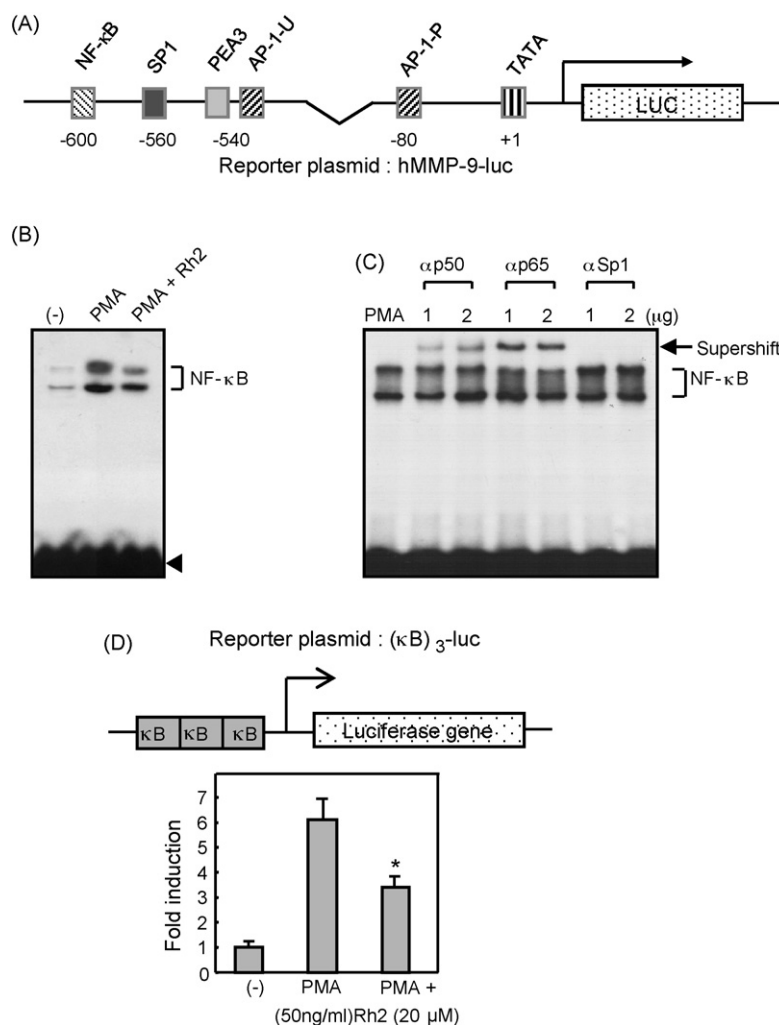 (A)
NF-κB SP1 PEA3 AP-1-U AP-1-P TATA
LUC
-600 -560 -540 -80 +1
Reporter plasmid : hMMP-9-luc
(B)
(-) PMA PMA + Rh2
NF-κB
(C)
αp50 αp65 αSp1
PMA 1 2 1 2 1 2 (µg)
Supershift
NF-κB
(D)
Reporter plasmid : (κB) 3-luc
κB κB κB Luciferase gene
Fold induction
7
6
5
4
3
2
1
0
*
(-) PMA PMA +
(50ng/ml)Rh2 (20 µM)